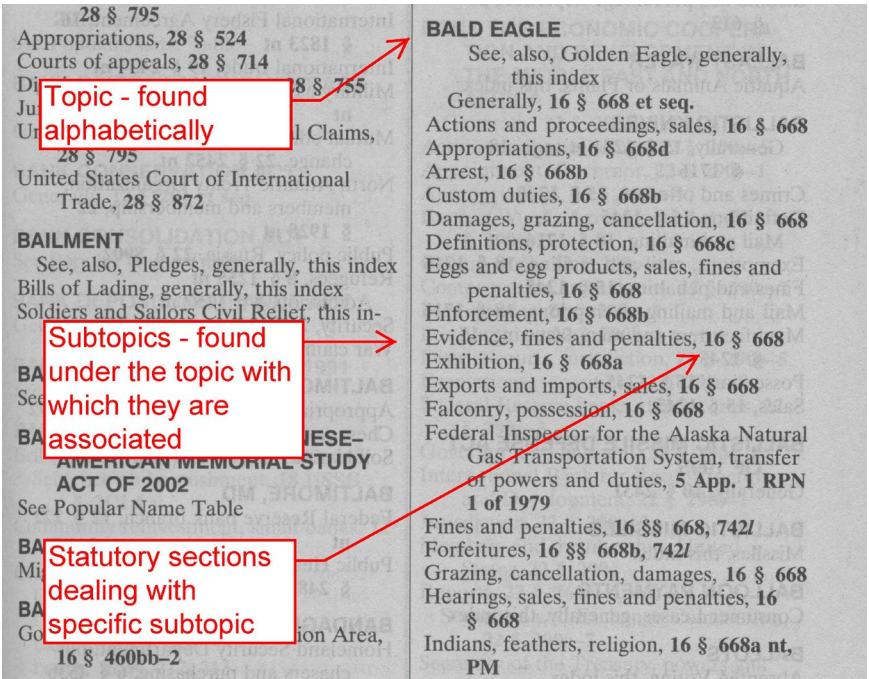 28 § 795
Appropriations, 28 § 524
Courts of appeals, 28 § 714
28 § 755
Topic - found
alphabetically
Claims,
28 § 795
United States Court of International
Trade, 28 § 872
BAILMENT
See, also, Pledges, generally, this index
Bills of Lading, generally, this index
Soldiers and Sailors Civil Relief, this in-
Subtopics - found
under the topic with
which they are
associated
AMERICAN MEMORIAL STUDY
ACT OF 2002
See Popular Name Table
Statutory sections
dealing with
specific subtopic
Area,
16 § 460bb–2
BALD EAGLE
See, also, Golden Eagle, generally,
this index
Generally, 16 § 668 et seq.
Actions and proceedings, sales, 16 § 668
Appropriations, 16 § 668d
Arrest, 16 § 668b
Custom duties, 16 § 668b
Damages, grazing, cancellation, 16 § 668
Definitions, protection, 16 § 668c
Eggs and egg products, sales, fines and
penalties, 16 § 668
Enforcement, 16 § 668b
Evidence, fines and penalties, 16 § 668
Exhibition, 16 § 668a
Exports and imports, sales, 16 § 668
Falconry, possession, 16 § 668
Federal Inspector for the Alaska Natural
Gas Transportation System, transfer
of powers and duties, 5 App. 1 RPN
1 of 1979
Fines and penalties, 16 §§ 668, 742l
Forfeitures, 16 §§ 668b, 742l
Grazing, cancellation, damages, 16 § 668
Hearings, sales, fines and penalties, 16
§ 668
Indians, feathers, religion, 16 § 668a nt,
PM